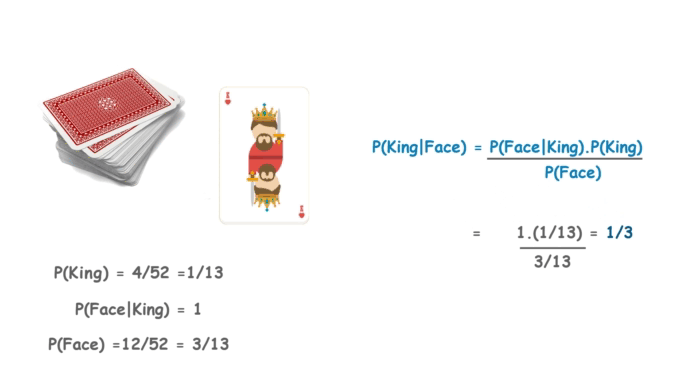 P(King|Face) = P(Face|King).P(King)
P(Face)
= 1.(1/13) = 1/3
3/13
P(King) = 4/52 =1/13
P(Face|King) = 1
P(Face) =12/52 = 3/13